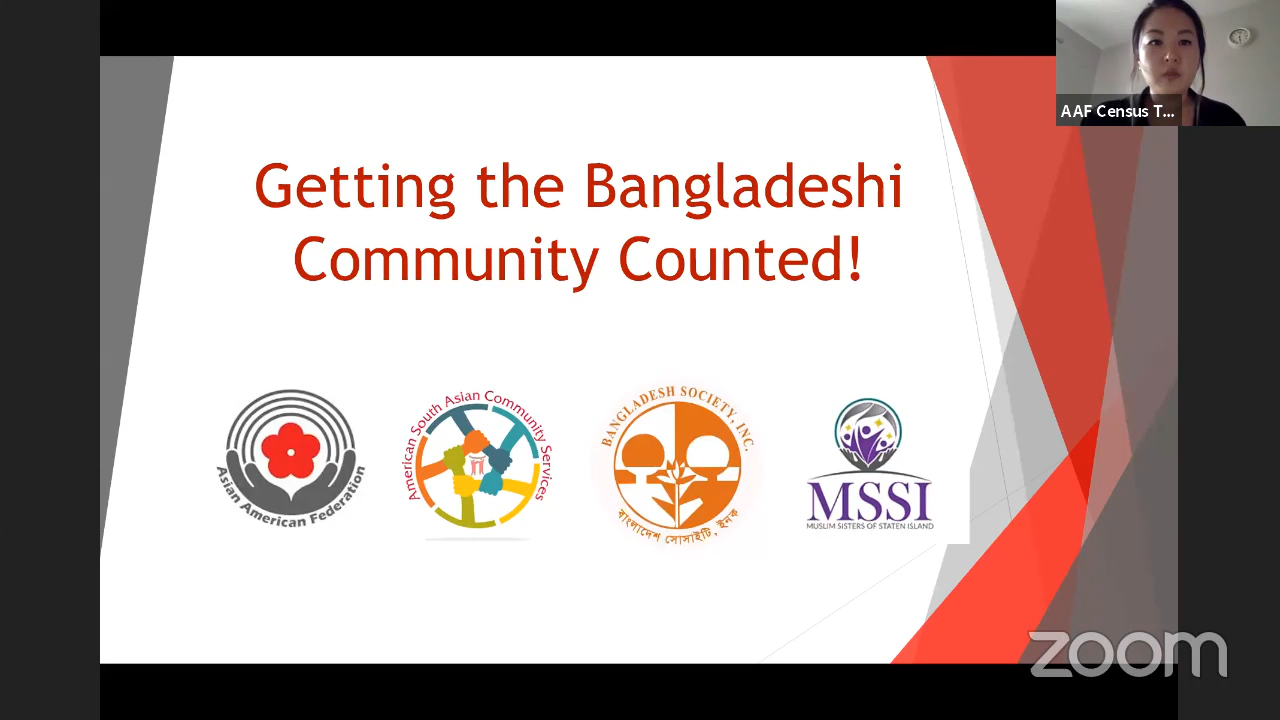 AAF Census T...
Getting the Bangladeshi
Community Counted!
Asian American Federation
American South Asian Community Services
BANGLADESH SOCIETY, INC.
বাংলাদেশ সোসাইটি, ইনক
MSSI
MUSLIM SISTERS OF STATEN ISLAND
zoom